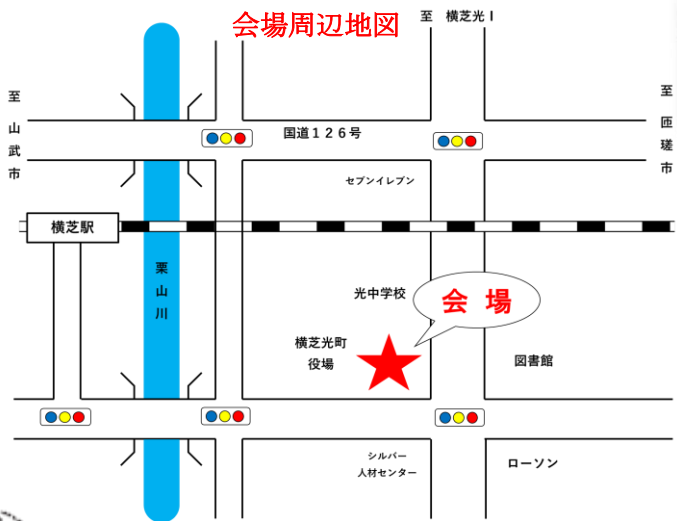 会場周辺地図
至 横芝光Ⅰ
至 山武市
国道１２６号
至 匝瑳市
セブンイレブン
横芝駅
栗山川
光中学校
会 場
横芝光町
役場
図書館
シルバー
人材センター
ローソン